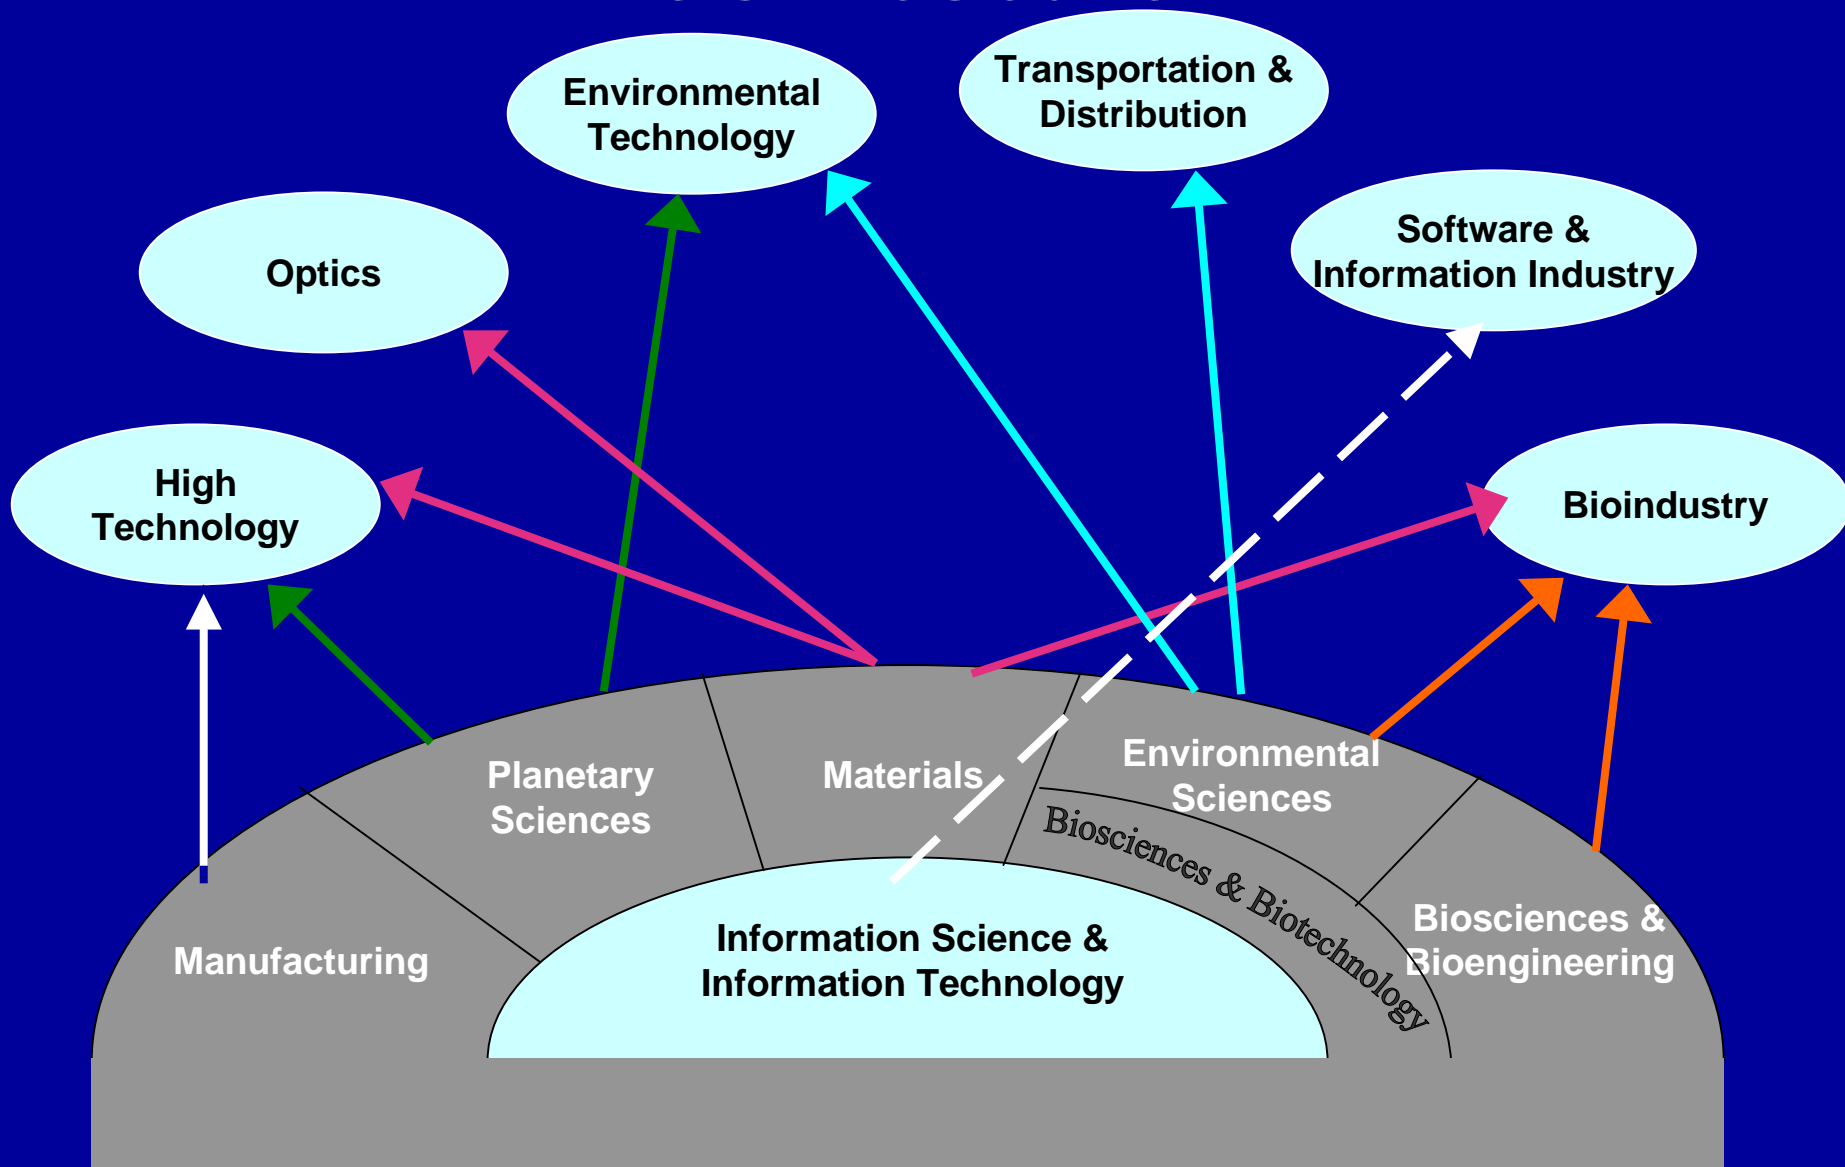 Environmental
Technology
Transportation &
Distribution
Optics
Software &
Information Industry
High
Technology
Bioindustry
Planetary
Sciences
Materials
Environmental
Sciences
Biosciences & Biotechnology
Manufacturing
Information Science &
Information Technology
Biosciences &
Bioengineering